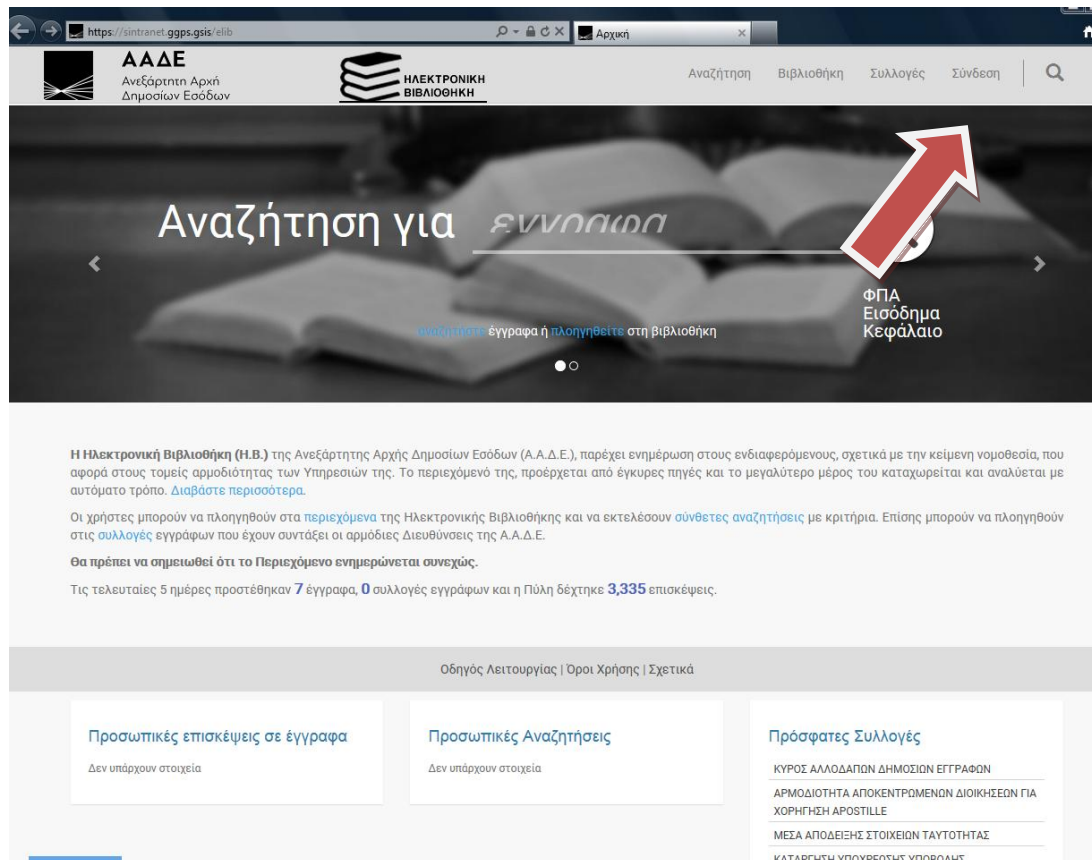 https://sintranet.ggps.gsis/elib
Αρχική
ΑΑΔΕ
Ανεξάρτητη Αρχή
Δημοσίων Εσόδων
ΗΛΕΚΤΡΟΝΙΚΗ
ΒΙΒΛΙΟΘΗΚΗ
Αναζήτηση Βιβλιοθήκη Συλλογές Σύνδεση
Αναζήτηση για
ΦΠΑ
Εισόδημα
Κεφάλαιο
αναζητήστε έγγραφα ή πλοηγηθείτε στη βιβλιοθήκη
Η Ηλεκτρονική Βιβλιοθήκη (Η.Β.) της Ανεξάρτητης Αρχής Δημοσίων Εσόδων (Α.Α.Δ.Ε.), παρέχει ενημέρωση στους ενδιαφερόμενους, σχετικά με την κείμενη νομοθεσία, που
αφορά στους τομείς αρμοδιότητας των Υπηρεσιών της. Το περιεχόμενό της, προέρχεται από έγκυρες πηγές και το μεγαλύτερο μέρος του καταχωρείται και αναλύεται με
αυτόματο τρόπο. Διαβάστε περισσότερα.
Οι χρήστες μπορούν να πλοηγηθούν στα περιεχόμενα της Ηλεκτρονικής Βιβλιοθήκης και να εκτελέσουν σύνθετες αναζητήσεις με κριτήρια. Επίσης μπορούν να πλοηγηθούν
στις συλλογές εγγράφων που έχουν συντάξει οι αρμόδιες Διευθύνσεις της Α.Α.Δ.Ε.
Θα πρέπει να σημειωθεί ότι το Περιεχόμενο ενημερώνεται συνεχώς.
Τις τελευταίες 5 ημέρες προστέθηκαν 7 έγγραφα, 0 συλλογές εγγράφων και η Πύλη δέχτηκε 3,335 επισκέψεις.
Οδηγός Λειτουργίας | Όροι Χρήσης | Σχετικά
Προσωπικές επισκέψεις σε έγγραφα
Δεν υπάρχουν στοιχεία
Προσωπικές Αναζητήσεις
Δεν υπάρχουν στοιχεία
Πρόσφατες Συλλογές
ΚΥΡΟΣ ΑΛΛΟΔΑΠΩΝ ΔΗΜΟΣΙΩΝ ΕΓΓΡΑΦΩΝ
ΑΡΜΟΔΙΟΤΗΤΑ ΑΠΟΚΕΝΤΡΩΜΕΝΩΝ ΔΙΟΙΚΗΣΕΩΝ ΓΙΑ
ΧΟΡΗΓΗΣΗ APOSTILLE
ΜΕΣΑ ΑΠΟΔΕΙΞΗΣ ΣΤΟΙΧΕΙΩΝ ΤΑΥΤΟΤΗΤΑΣ
ΚΑΤΑΡΓΗΣΗ ΥΠΟΧΡΕΩΣΗΣ ΥΠΟΒΟΛΗΣ